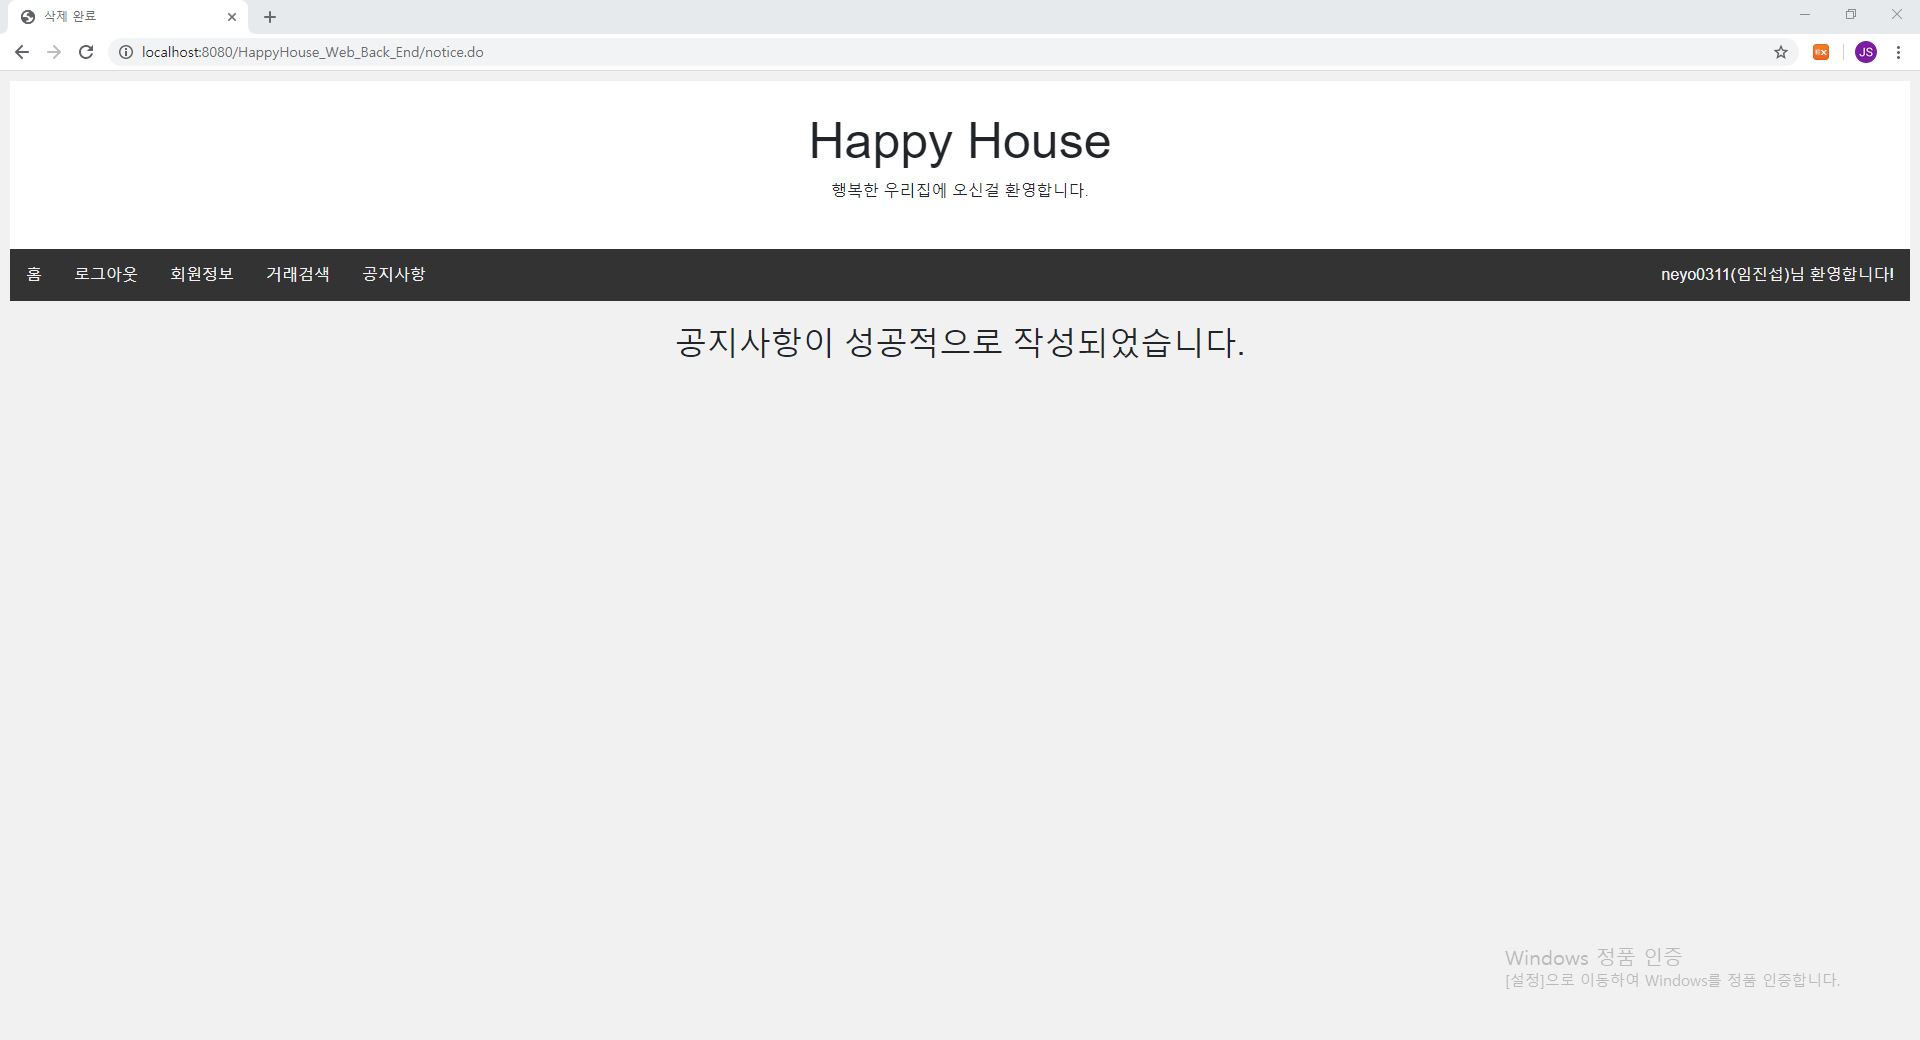 삭제 완료
localhost:8080/HappyHouse_Web_Back_End/notice.do
JS
Happy House
행복한 우리집에 오신걸 환영합니다.
홈 로그아웃 회원정보 거래검색 공지사항 neyo0311(임진섭)님 환영합니다!
공지사항이 성공적으로 작성되었습니다.
Windows 정품 인증
[설정]으로 이동하여 Windows를 정품 인증합니다.